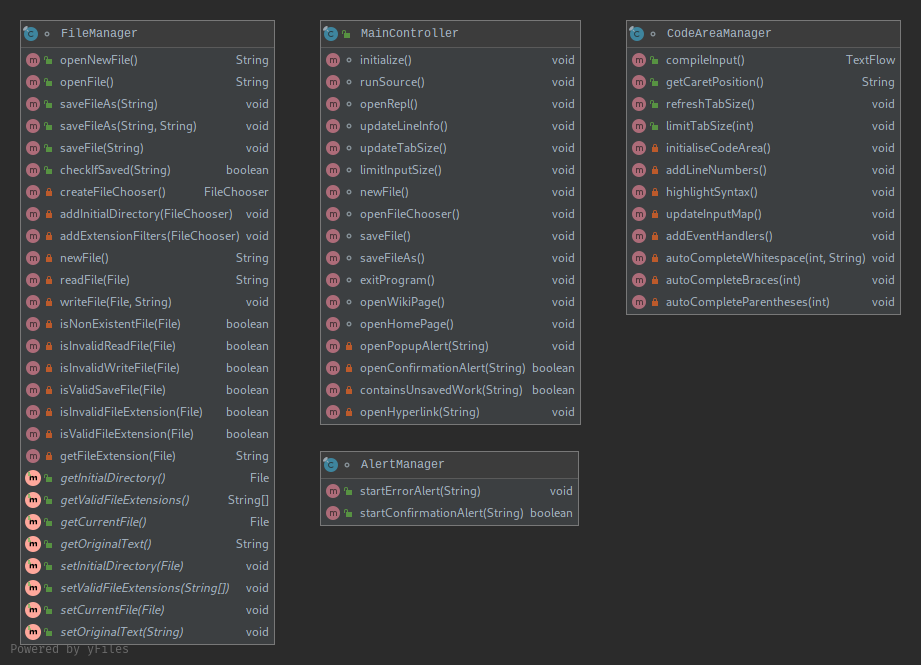 FileManager
openNewFile() String
openFile() String
saveFileAs(String) void
saveFileAs(String, String) void
saveFile(String) void
checkIfSaved(String) boolean
createFileChooser() FileChooser
addInitialDirectory(FileChooser) void
addExtensionFilters(FileChooser) void
newFile() String
readFile(File) String
writeFile(File, String) void
isNonExistentFile(File) boolean
isInvalidReadFile(File) boolean
isInvalidWriteFile(File) boolean
isValidSaveFile(File) boolean
isInvalidFileExtension(File) boolean
isValidFileExtension(File) boolean
getFileExtension(File) String
getInitialDirectory() File
getValidFileExtensions() String[]
getCurrentFile() File
getOriginalText() String
setInitialDirectory(File) void
setValidFileExtensions(String[]) void
setCurrentFile(File) void
setOriginalText(String) void
MainController
initialize() void
runSource() void
openRepl() void
updateLineInfo() void
updateTabSize() void
limitInputSize() void
newFile() void
openFileChooser() void
saveFile() void
saveFileAs() void
exitProgram() void
openWikiPage() void
openHomePage() void
openPopupAlert(String) void
openConfirmationAlert(String) boolean
containsUnsavedWork(String) boolean
openHyperlink(String) void
AlertManager
startErrorAlert(String) void
startConfirmationAlert(String) boolean
CodeAreaManager
compileInput() TextFlow
getCaretPosition() String
refreshTabSize() void
limitTabSize(int) void
initialiseCodeArea() void
addLineNumbers() void
highlightSyntax() void
updateInputMap() void
addEventHandlers() void
autoCompleteWhitespace(int, String) void
autoCompleteBraces(int) void
autoCompleteParentheses(int) void
Powered by yFiles